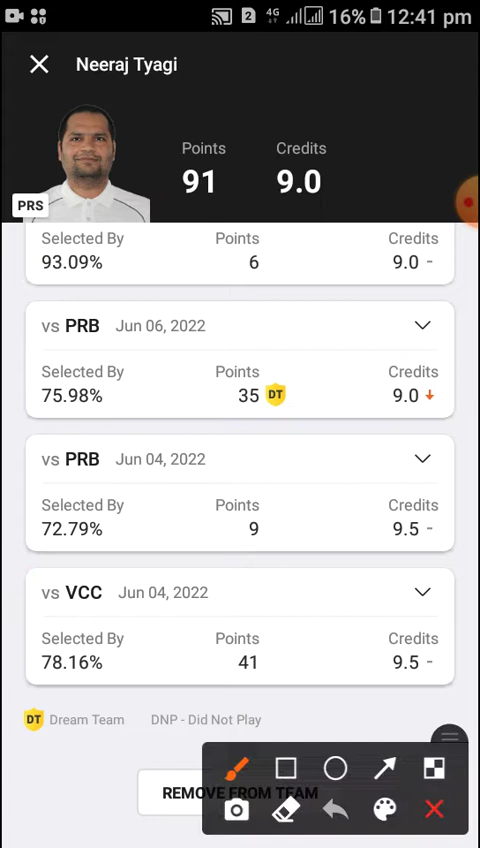 2 4G 16% 12:41 pm
Neeraj Tyagi
Points Credits
91 9.0
PRS
Selected By Points Credits
93.09% 6 9.0 -
vs PRB Jun 06, 2022
Selected By Points Credits
75.98% 35 DT 9.0
vs PRB Jun 04, 2022
Selected By Points Credits
72.79% 9 9.5 -
vs VCC Jun 04, 2022
Selected By Points Credits
78.16% 41 9.5 -
DT Dream Team DNP - Did Not Play
REMOVE FROM TEAM